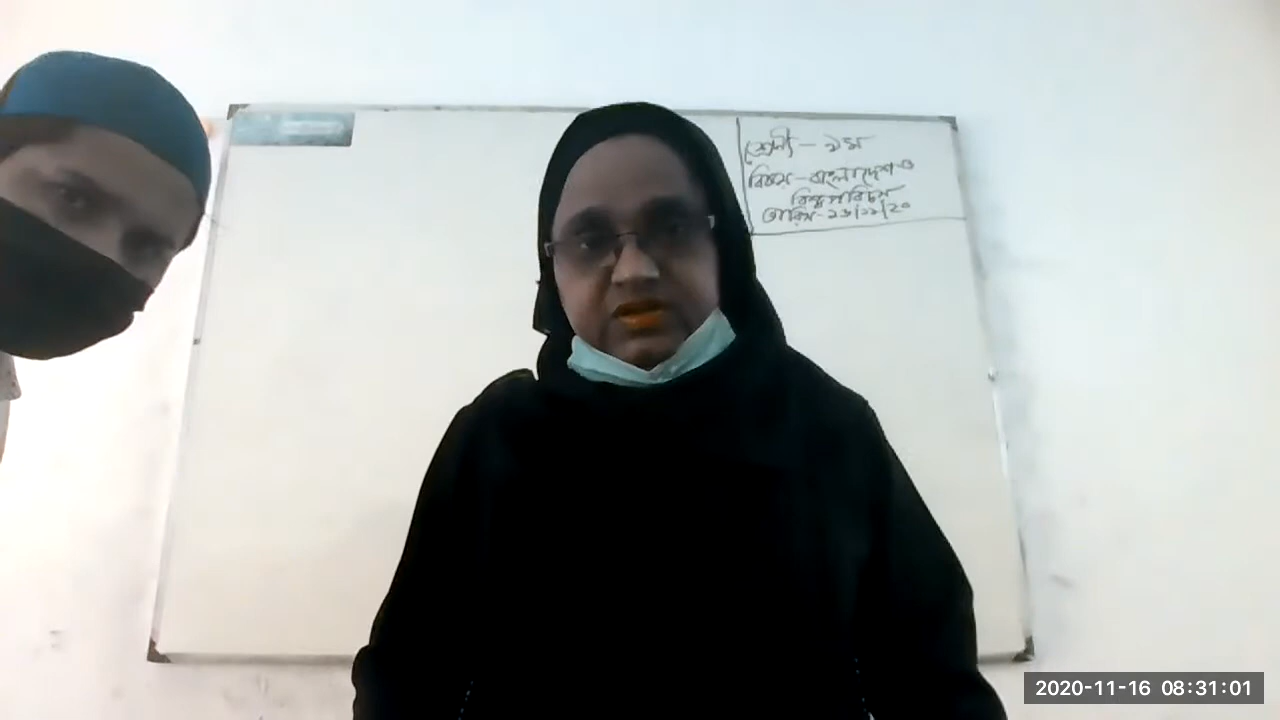 শ্রেণী - ৯ম
বিষয় - বাংলাদেশ ও
বিশ্বপরিচয়
তারিখ - ১৬/১১/২০
2020-11-16 08:31:01